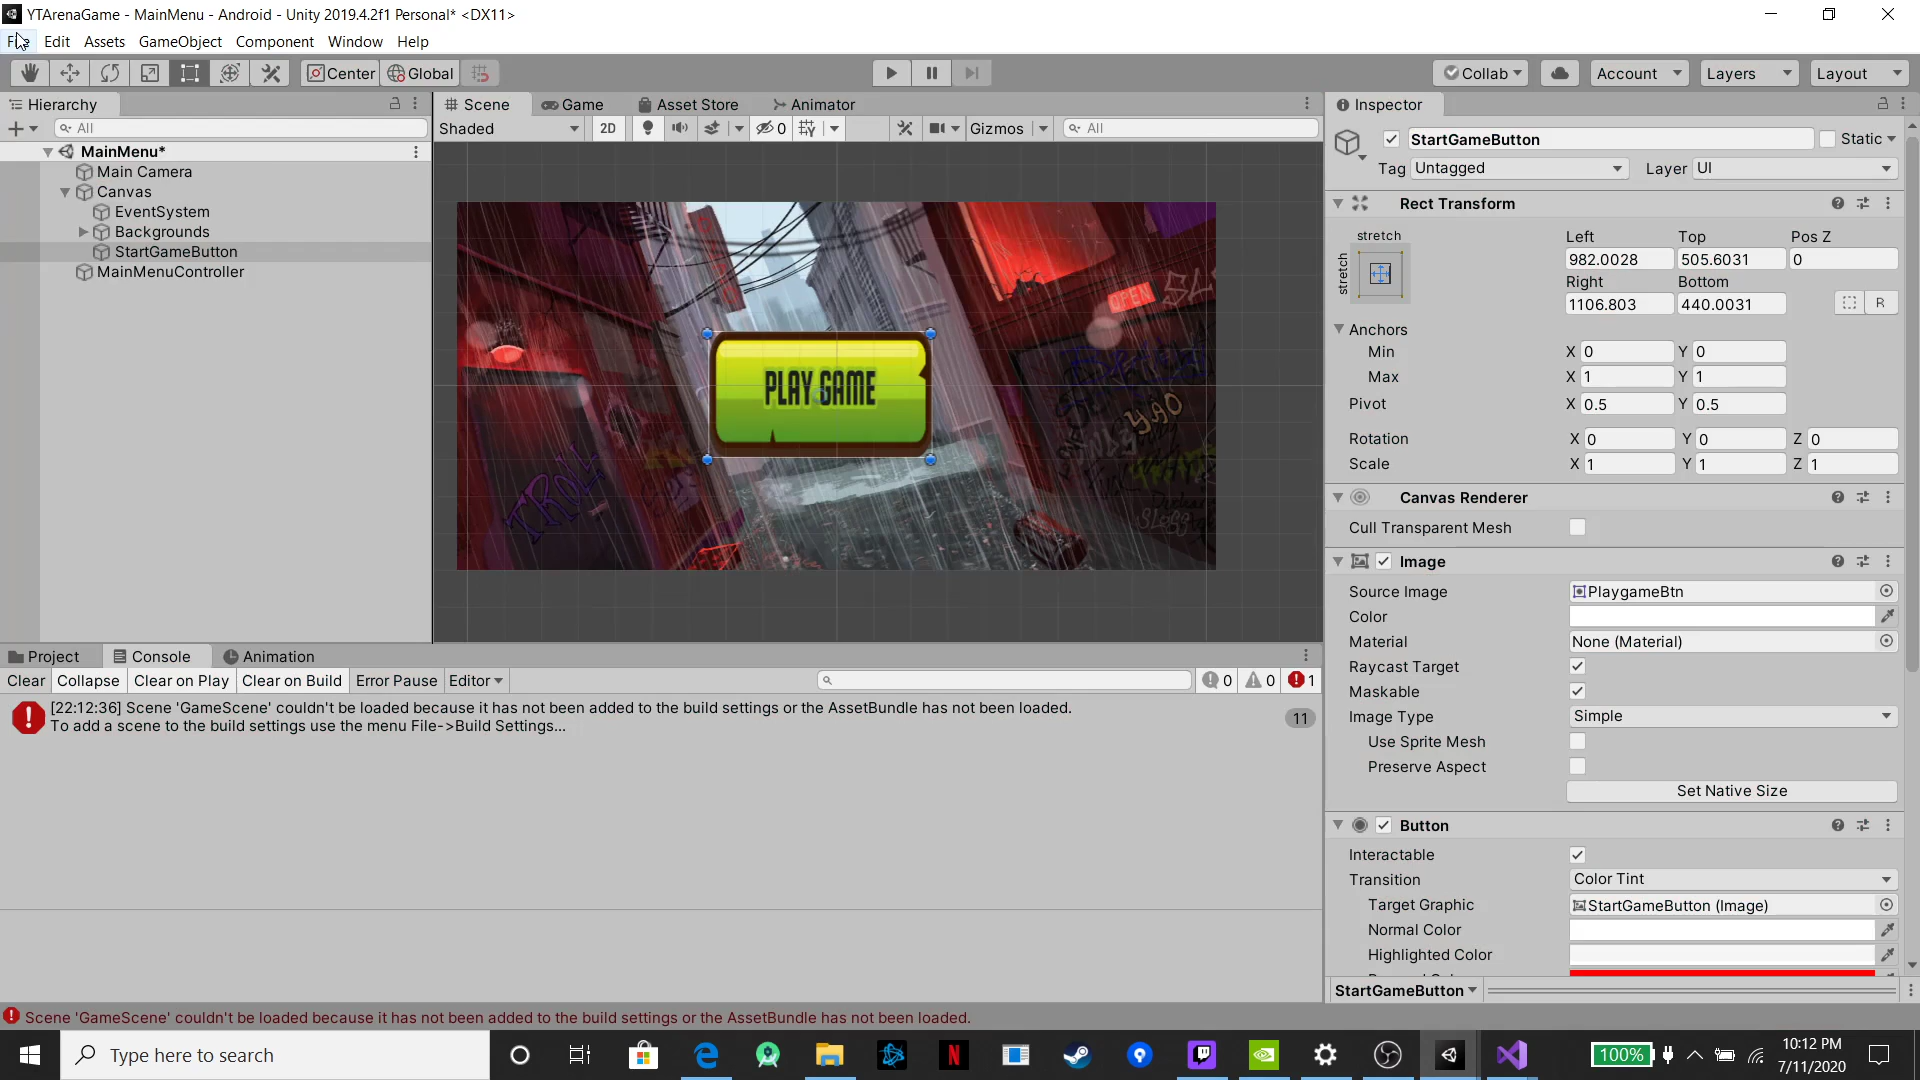 YTArenaGame - MainMenu - Android - Unity 2019.4.2f1 Personal* <DX11>
File Edit Assets GameObject Component Window Help
Center Global Collab Account Layers Layout
Hierarchy
All
MainMenu*
Main Camera
Canvas
EventSystem
Backgrounds
StartGameButton
MainMenuController
Scene Game Asset Store Animator
Shaded 2D 0 Gizmos All
OPEN
PLAY GAME
TROLL
YAO
Inspector
StartGameButton Static
Tag Untagged Layer UI
Rect Transform
stretch
stretch
Left Top Pos Z
982.0028 505.6031 0
Right Bottom
1106.803 440.0031 R
Anchors
Min X 0 Y 0
Max X 1 Y 1
Pivot X 0.5 Y 0.5
Rotation X 0 Y 0 Z 0
Scale X 1 Y 1 Z 1
Canvas Renderer
Cull Transparent Mesh
Image
Source Image PlaygameBtn
Color
Material None (Material)
Raycast Target
Maskable
Image Type Simple
Use Sprite Mesh
Preserve Aspect
Set Native Size
Button
Interactable
Transition Color Tint
Target Graphic StartGameButton (Image)
Normal Color
Highlighted Color
StartGameButton
Project Console Animation
Clear Collapse Clear on Play Clear on Build Error Pause Editor 0 0 1
[22:12:36] Scene 'GameScene' couldn't be loaded because it has not been added to the build settings or the AssetBundle has not been loaded.
To add a scene to the build settings use the menu File->Build Settings...
11
Scene 'GameScene' couldn't be loaded because it has not been added to the build settings or the AssetBundle has not been loaded.
Type here to search
100%
10:12 PM
7/11/2020